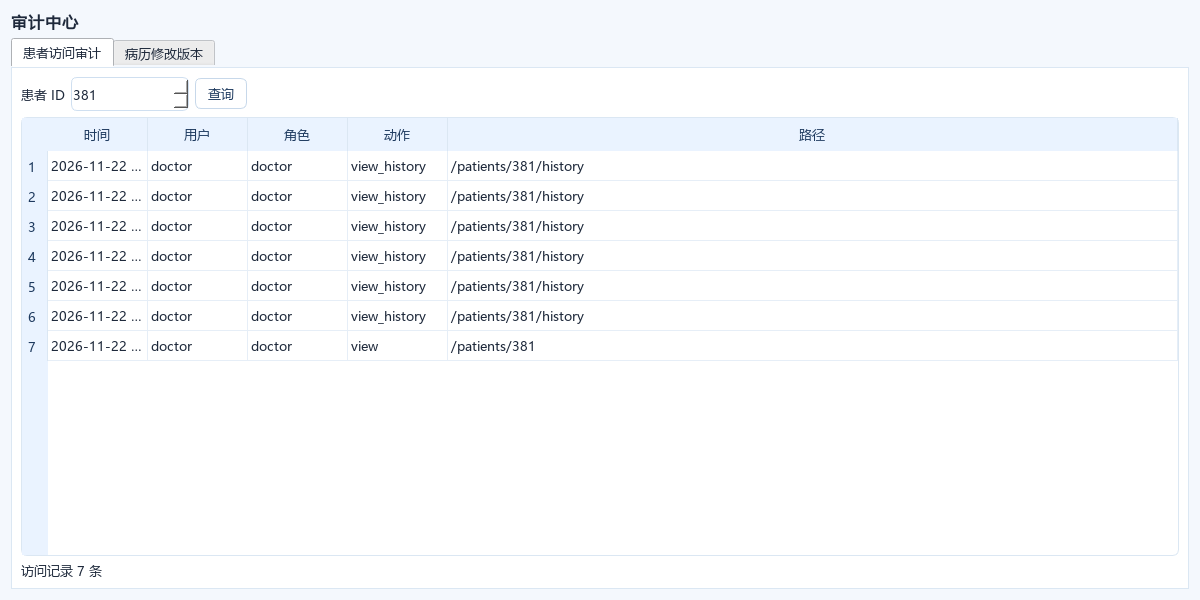 审计中心
患者访问审计 病历修改版本
患者 ID 381 查询
时间 用户 角色 动作 路径
1 2026-11-22 ... doctor doctor view_history /patients/381/history
2 2026-11-22 ... doctor doctor view_history /patients/381/history
3 2026-11-22 ... doctor doctor view_history /patients/381/history
4 2026-11-22 ... doctor doctor view_history /patients/381/history
5 2026-11-22 ... doctor doctor view_history /patients/381/history
6 2026-11-22 ... doctor doctor view_history /patients/381/history
7 2026-11-22 ... doctor doctor view /patients/381
访问记录 7 条